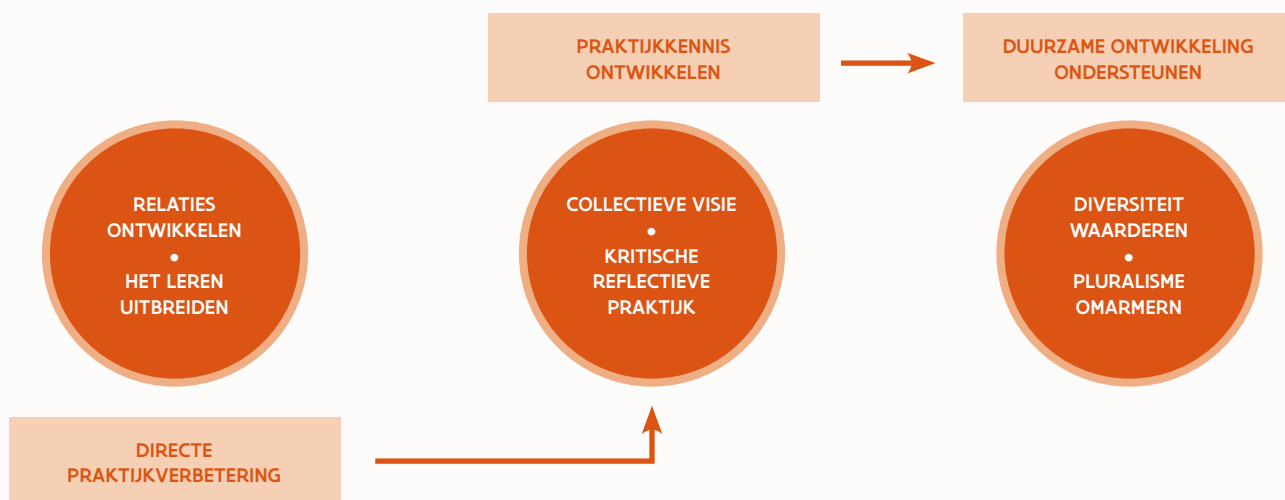 PRAKTIJKKENNIS
ONTWIKKELEN
DUURZAME ONTWIKKELING
ONDERSTEUNEN
RELATIES
ONTWIKKELEN
•
HET LEREN
UITBREIDEN
COLLECTIEVE VISIE
•
KRITISCHE
REFLECTIEVE
PRAKTIJK
DIVERSITEIT
WAARDEREN
•
PLURALISME
OMARMERN
DIRECTE
PRAKTIJKVERBETERING